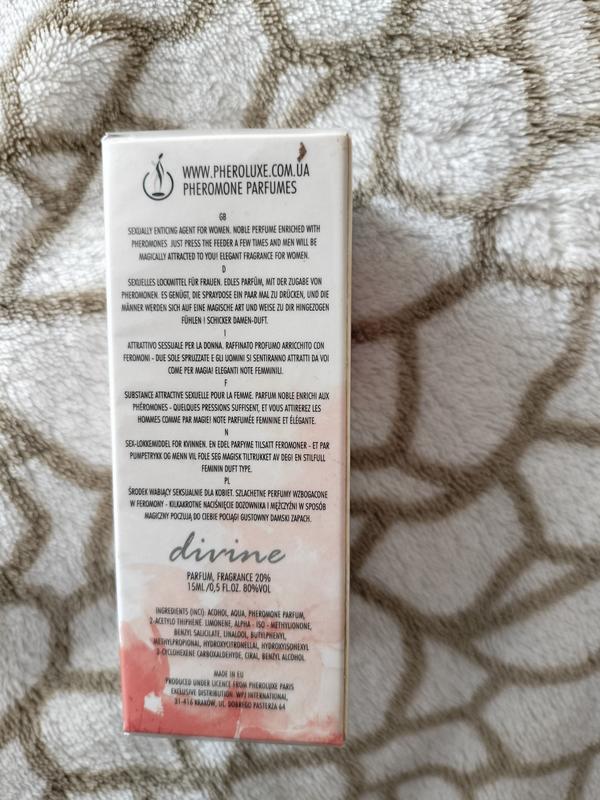 WWW.PHEROLUXE.COM.UA
PHEROMONE PARFUMES
GB
SEXUALLY ENTICING AGENT FOR WOMEN. NOBLE PERFUME ENRICHED WITH
PHEROMONES JUST PRESS THE FEEDER A FEW TIMES AND MEN WILL BE
MAGICALLY ATTRACTED TO YOU! ELEGANT FRAGRANCE FOR WOMEN.
D
SEXUELLES LOCKMITTEL FÜR FRAUEN. EDLES PARFÜM, MIT DER ZUGABE VON
PHEROMONEN. ES GENÜGT, DIE SPRAYDOSE EIN PAAR MAL ZU DRÜCKEN, UND DIE
MÄNNER WERDEN SICH AUF EINE MAGISCHE ART UND WEISE ZU DIR HINGEZOGEN
FÜHLEN ! SCHICKER DAMEN-DUFT.
I
ATTRATTIVO SESSUALE PER LA DONNA. RAFFINATO PROFUMO ARRICCHITO CON
FEROMONI - DUE SOLE SPRUZZATE E GLI UOMINI SI SENTIRANNO ATTRATTI DA VOI
COME PER MAGIA! ELEGANTI NOTE FEMMINILI.
F
SUBSTANCE ATTRACTIVE SEXUELLE POUR LA FEMME. PARFUM NOBLE ENRICHI AUX
PHÉROMONES - QUELQUES PRESSIONS SUFFISENT, ET VOUS ATTIREREZ LES
HOMMES COMME PAR MAGIE! NOTE PARFUMÉE FEMININE ET ÉLÉGANTE.
N
SEX-LOKKEMIDDEL FOR KVINNEN. EN EDEL PARFYME TILSATT FEROMONER - ET PAR
PUMPETRYKK OG MENN VIL FOLE SEG MAGISK TILTRUKKET AV DEG! EN STILFULL
FEMININ DUFT TYPE.
PL
ŚRODEK WABIĄCY SEKSUALNIE DLA KOBIET. SZLACHETNE PERFUMY WZBOGACONE
W FEROMONY - KILKAKROTNE NACIŚNIĘCIE DOZOWNIKA I MĘŻCZYŹNI W SPOSÓB
MAGICZNY POCZUJĄ DO CIEBIE POCIĄG! GUSTOWNY DAMSKI ZAPACH.
divine
PARFUM, FRAGRANCE 20%
15ML/0,5 FL.OZ. 80%VOL
INGREDIENTS (INCI): ACOHOL, AQUA, PHEROMONE PARFUM,
2-ACETYLO THIPHENE. LIMONENE, ALPHA - ISO - METHYLIONONE,
BENZYL SALICILATE, LINALOOL, BUTYLPHENYL,
METHYLPROPIONAL, HYDROXYCITRONELLAL, HYDROXYISOHEXYL
3-CYCLOHEXENE CARBOXALDEHYDE, CIRAL, BENZYL ALCOHOL.
MADE IN EU
PRODUCED UNDER LICENCE FROM PHEROLUXE PARIS
EXCLUSIVE DISTRIBUTION: WPJ INTERNATIONAL,
31-416 KRAKÓW, UL. DOBREGO PASTERZA 64